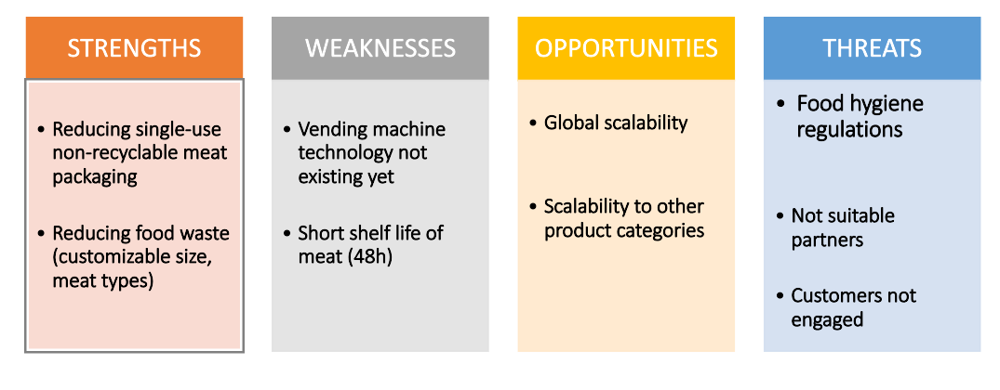 STRENGTHS
• Reducing single-use
non-recyclable meat
packaging
• Reducing food waste
(customizable size,
meat types)
WEAKNESSES
• Vending machine
technology not
existing yet
• Short shelf life of
meat (48h)
OPPORTUNITIES
• Global scalability
• Scalability to other
product categories
THREATS
• Food hygiene
regulations
• Not suitable
partners
• Customers not
engaged